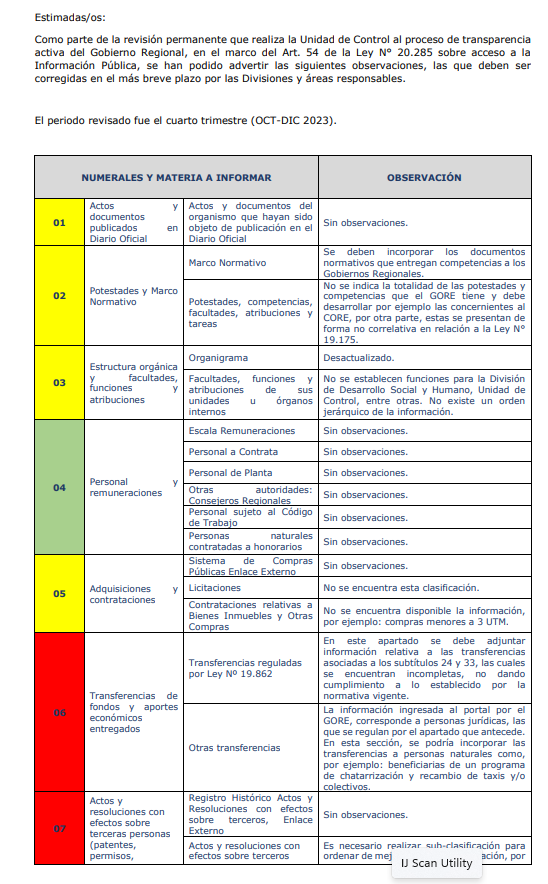 Estimadas/os:
Como parte de la revisión permanente que realiza la Unidad de Control al proceso de transparencia
activa del Gobierno Regional, en el marco del Art. 54 de la Ley N° 20.285 sobre acceso a la
Información Pública, se han podido advertir las siguientes observaciones, las que deben ser
corregidas en el más breve plazo por las Divisiones y áreas responsables.
El periodo revisado fue el cuarto trimestre (OCT-DIC 2023).
NUMERALES Y MATERIA A INFORMAR
OBSERVACIÓN
01
Actos y
documentos
publicados en
Diario Oficial
Actos y documentos del
organismo que hayan sido
objeto de publicación en el
Diario Oficial
Sin observaciones.
02
Potestades y Marco
Normativo
Marco Normativo
Se deben incorporar los documentos
normativos que entregan competencias a los
Gobiernos Regionales.
Potestades, competencias,
facultades, atribuciones y
tareas
No se indica la totalidad de las potestades y
competencias que el GORE tiene y debe
desarrollar por ejemplo las concernientes al
CORE, por otra parte, estas se presentan de
forma no correlativa en relación a la Ley N°
19.175.
03
Estructura orgánica
y facultades,
funciones y
atribuciones
Organigrama
Desactualizado.
Facultades, funciones y
atribuciones de sus
unidades u órganos
internos
No se establecen funciones para la División
de Desarrollo Social y Humano, Unidad de
Control, entre otras. No existe un orden
jerárquico de la información.
04
Personal y
remuneraciones
Escala Remuneraciones
Sin observaciones.
Personal a Contrata
Sin observaciones.
Personal de Planta
Sin observaciones.
Otras autoridades:
Consejeros Regionales
Sin observaciones.
Personal sujeto al Código
de Trabajo
Sin observaciones.
Personas naturales
contratadas a honorarios
Sin observaciones.
05
Adquisiciones y
contrataciones
Sistema de Compras
Públicas Enlace Externo
Sin observaciones.
Licitaciones
No se encuentra esta clasificación.
Contrataciones relativas a
Bienes Inmuebles y Otras
Compras
No se encuentra disponible la información,
por ejemplo: compras menores a 3 UTM.
06
Transferencias de
fondos y aportes
económicos
entregados
Transferencias reguladas
por Ley Nº 19.862
En este apartado se debe adjuntar
información relativa a las transferencias
asociadas a los subtítulos 24 y 33, las cuales
se encuentran incompletas, no dando
cumplimiento a lo establecido por la
normativa vigente.
Otras transferencias
La información ingresada al portal por el
GORE, corresponde a personas jurídicas, las
que se regulan por el apartado que antecede.
En esta sección, se podría incorporar las
transferencias a personas naturales como,
por ejemplo: beneficiarias de un programa
de chatarrización y recambio de taxis y/o
colectivos.
07
Actos y
resoluciones con
efectos sobre
terceras personas
(patentes,
permisos,
Registro Histórico Actos y
Resoluciones con efectos
sobre terceros, Enlace
Externo
Sin observaciones.
Actos y resoluciones con
efectos sobre terceros
Es necesario realizar sub-clasificación para
ordenar de
por
IJ Scan Utility